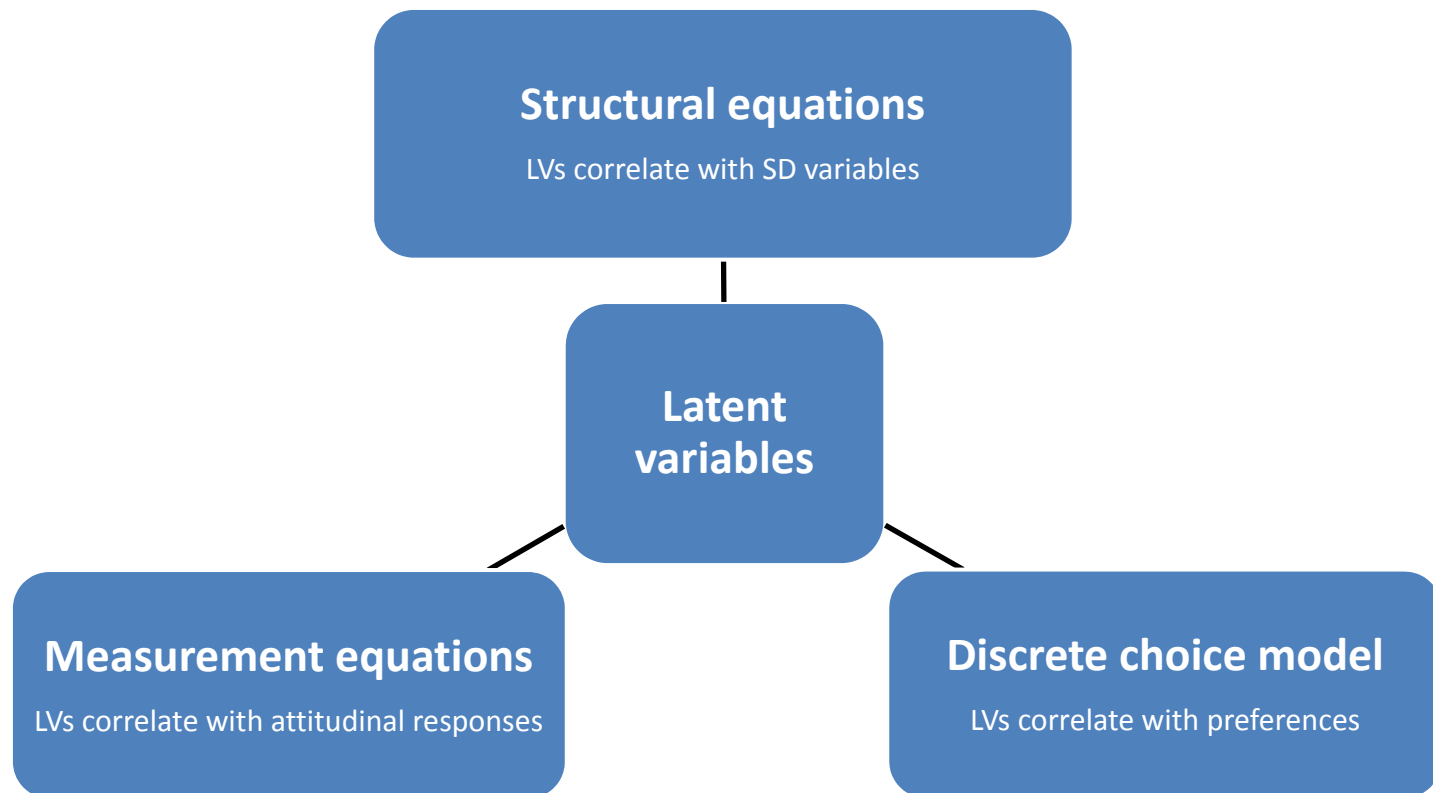 Structural equations
LVs correlate with SD variables
Latent
variables
Measurement equations
LVs correlate with attitudinal responses
Discrete choice model
LVs correlate with preferences